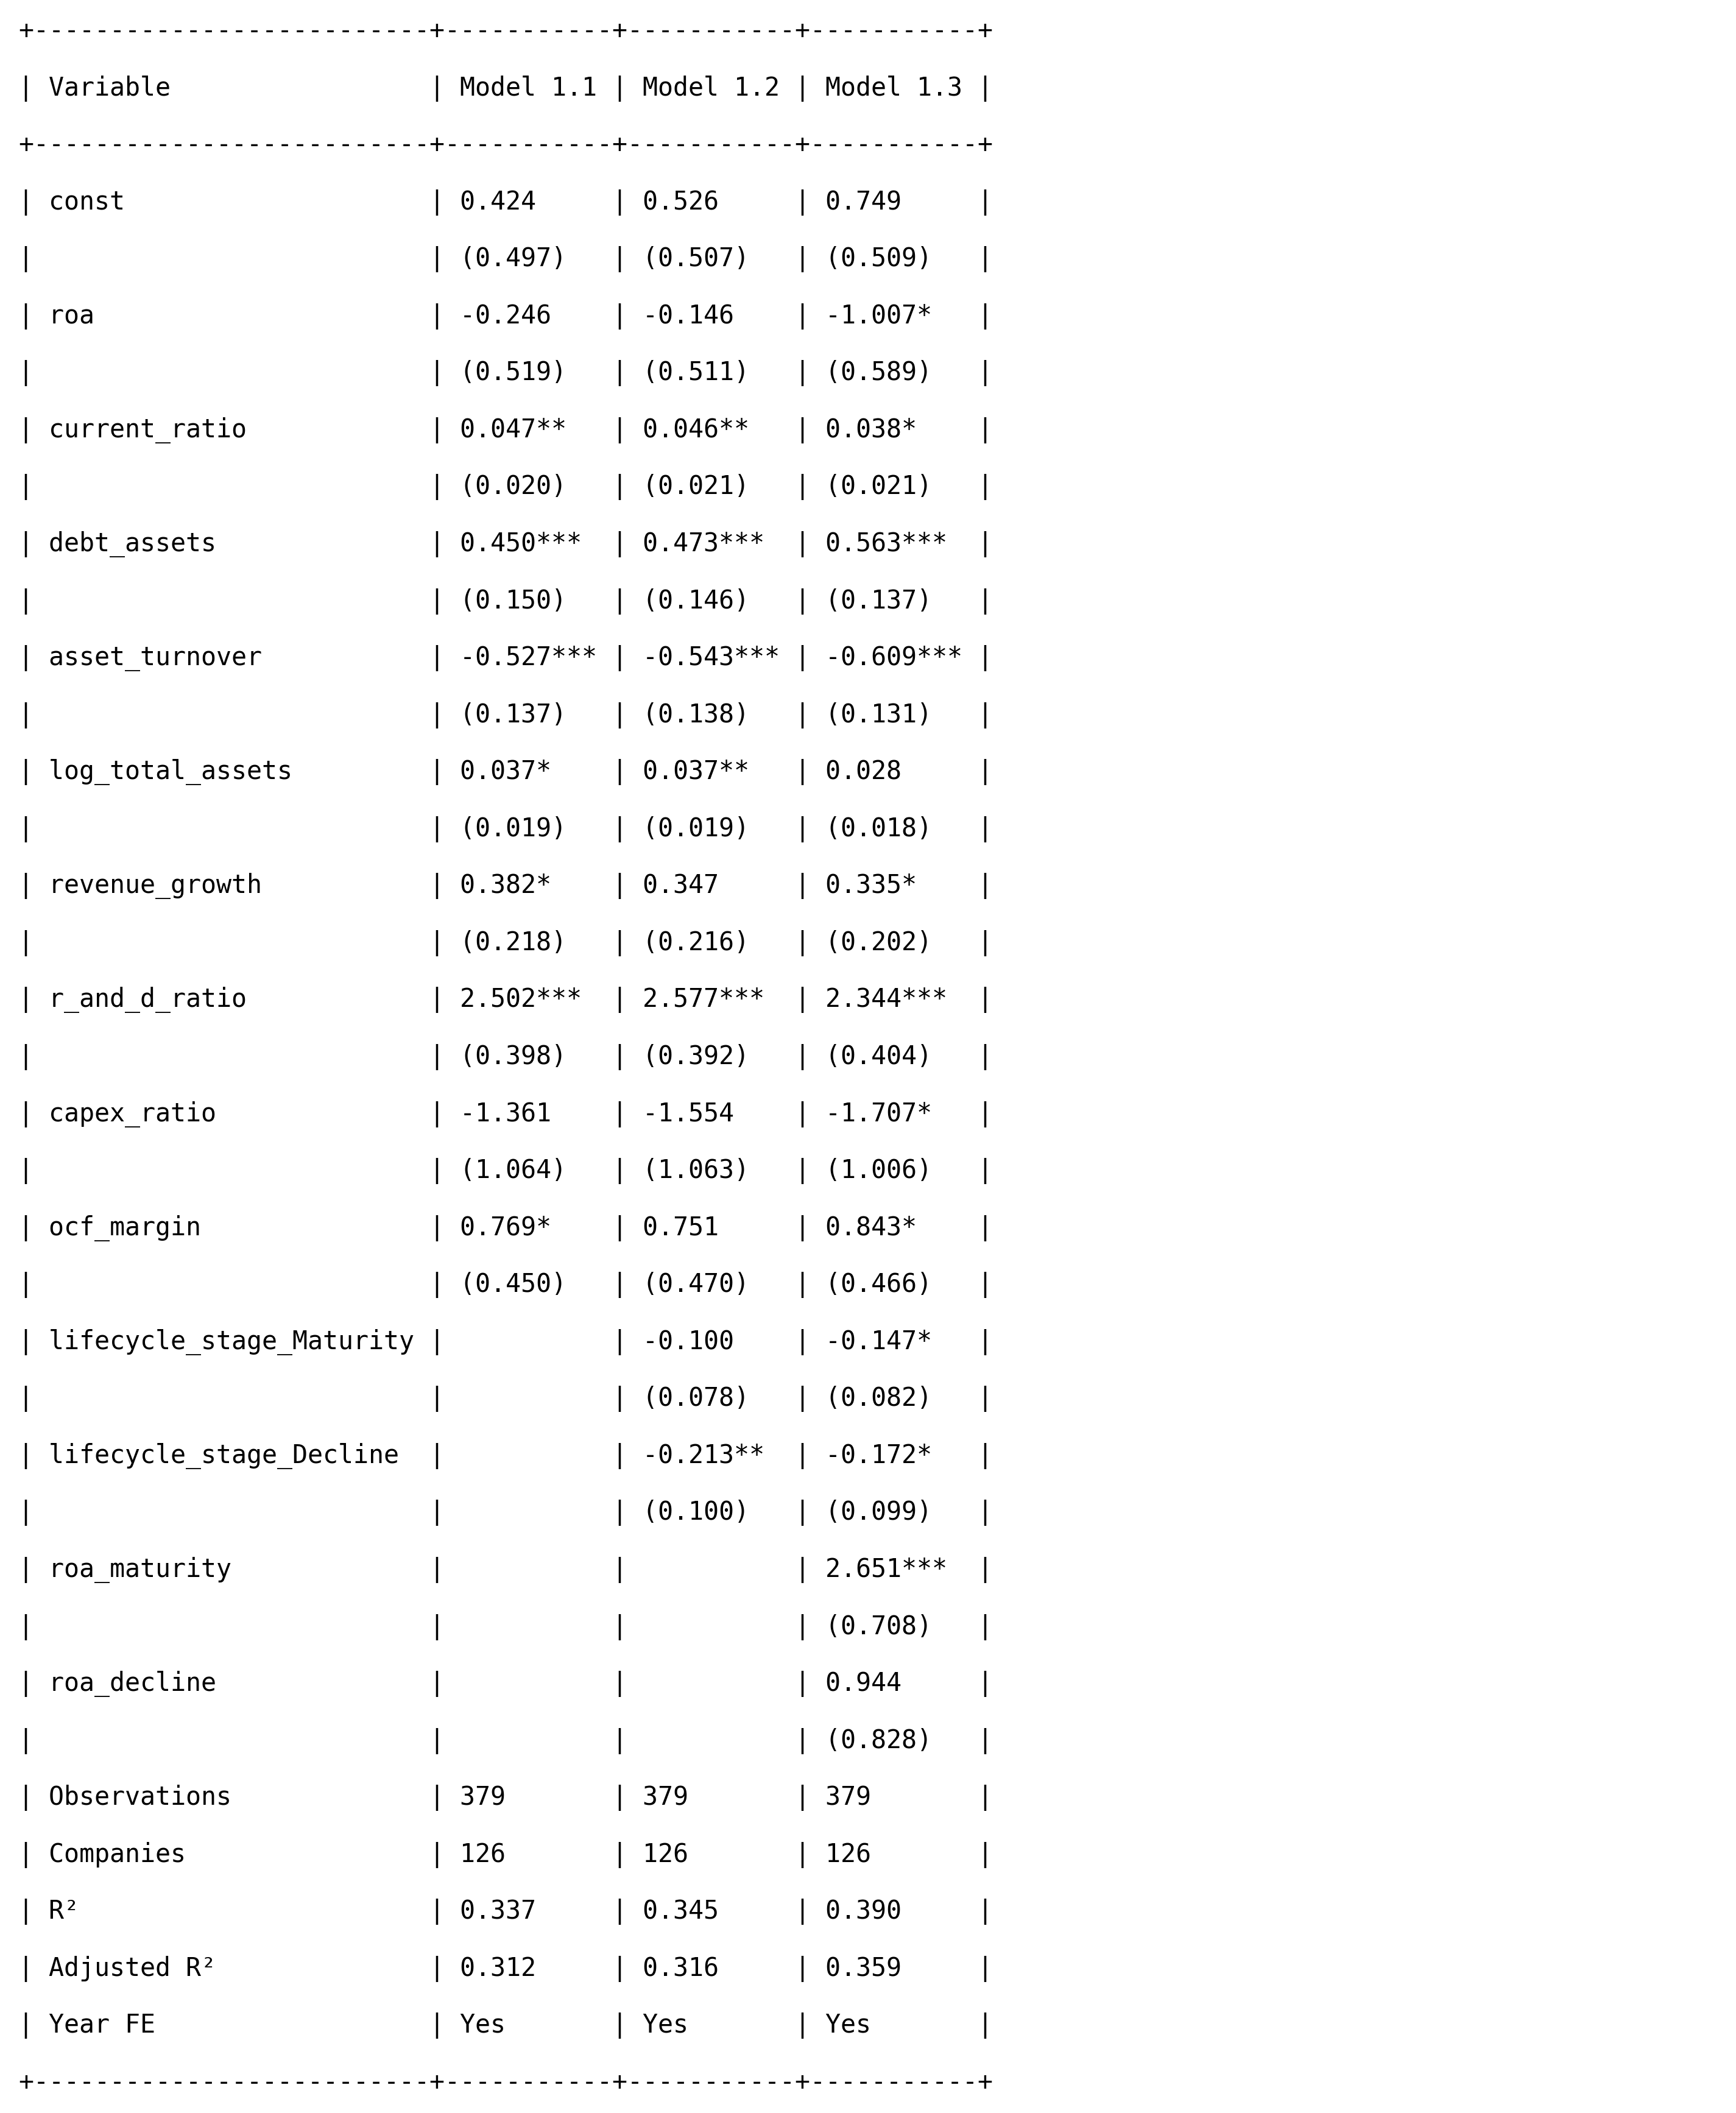 +--------------------------+-----------+-----------+-----------+
| Variable                 | Model 1.1 | Model 1.2 | Model 1.3 |
+--------------------------+-----------+-----------+-----------+
| const                    | 0.424     | 0.526     | 0.749     |
|                          | (0.497)   | (0.507)   | (0.509)   |
| roa                      | -0.246    | -0.146    | -1.007*   |
|                          | (0.519)   | (0.511)   | (0.589)   |
| current_ratio            | 0.047**   | 0.046**   | 0.038*    |
|                          | (0.020)   | (0.021)   | (0.021)   |
| debt_assets              | 0.450***  | 0.473***  | 0.563***  |
|                          | (0.150)   | (0.146)   | (0.137)   |
| asset_turnover           | -0.527*** | -0.543*** | -0.609*** |
|                          | (0.137)   | (0.138)   | (0.131)   |
| log_total_assets         | 0.037*    | 0.037**   | 0.028     |
|                          | (0.019)   | (0.019)   | (0.018)   |
| revenue_growth           | 0.382*    | 0.347     | 0.335*    |
|                          | (0.218)   | (0.216)   | (0.202)   |
| r_and_d_ratio            | 2.502***  | 2.577***  | 2.344***  |
|                          | (0.398)   | (0.392)   | (0.404)   |
| capex_ratio              | -1.361    | -1.554    | -1.707*   |
|                          | (1.064)   | (1.063)   | (1.006)   |
| ocf_margin               | 0.769*    | 0.751     | 0.843*    |
|                          | (0.450)   | (0.470)   | (0.466)   |
| lifecycle_stage_Maturity |           | -0.100    | -0.147*   |
|                          |           | (0.078)   | (0.082)   |
| lifecycle_stage_Decline  |           | -0.213**  | -0.172*   |
|                          |           | (0.100)   | (0.099)   |
| roa_maturity             |           |           | 2.651***  |
|                          |           |           | (0.708)   |
| roa_decline              |           |           | 0.944     |
|                          |           |           | (0.828)   |
| Observations             | 379       | 379       | 379       |
| Companies                | 126       | 126       | 126       |
| R²                       | 0.337     | 0.345     | 0.390     |
| Adjusted R²              | 0.312     | 0.316     | 0.359     |
| Year FE                  | Yes       | Yes       | Yes       |
+--------------------------+-----------+-----------+-----------+